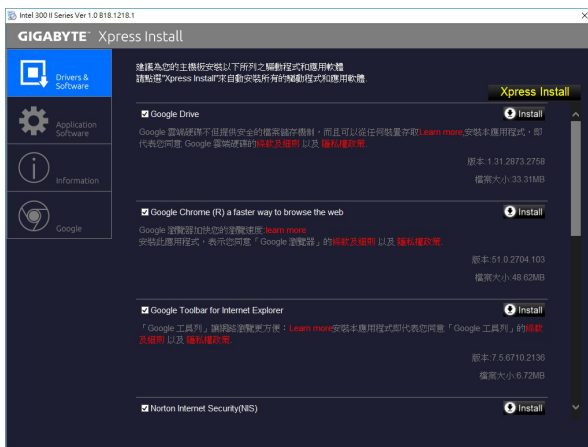 Intel 300 II Series Ver 1.0 B18.1218.1
GIGABYTE™ Xpress Install
建議為您的主機板安裝以下所列之驅動程式和應用軟體
請點選"Xpress Install"來自動安裝所有的驅動程式和應用軟體.
Xpress Install
Drivers &
Software
Application
Software
Information
Google
Google Drive
Install
Google 雲端硬碟不但提供安全的檔案儲存機制，而且可以從任何裝置存取Learn more,安裝本應用程式，即
代表您同意 Google 雲端硬碟的條款及細則 以及 隱私權政策.
版本:1.31.2873.2758
檔案大小:33.31MB
Google Chrome (R) a faster way to browse the web
Install
Google 瀏覽器加快您的瀏覽速度:learn more
安裝此應用程式，表示您同意「Google 瀏覽器」的條款及細則 以及 隱私權政策.
版本:51.0.2704.103
檔案大小:48.62MB
Google Toolbar for Internet Explorer
Install
「Google 工具列」讓網絡瀏覽更方便：Learn more安裝本應用程式即代表您同意「Google 工具列」的條款
及細則 以及 隱私權政策.
版本:7.5.6710.2136
檔案大小:6.72MB
Norton Internet Security(NIS)
Install